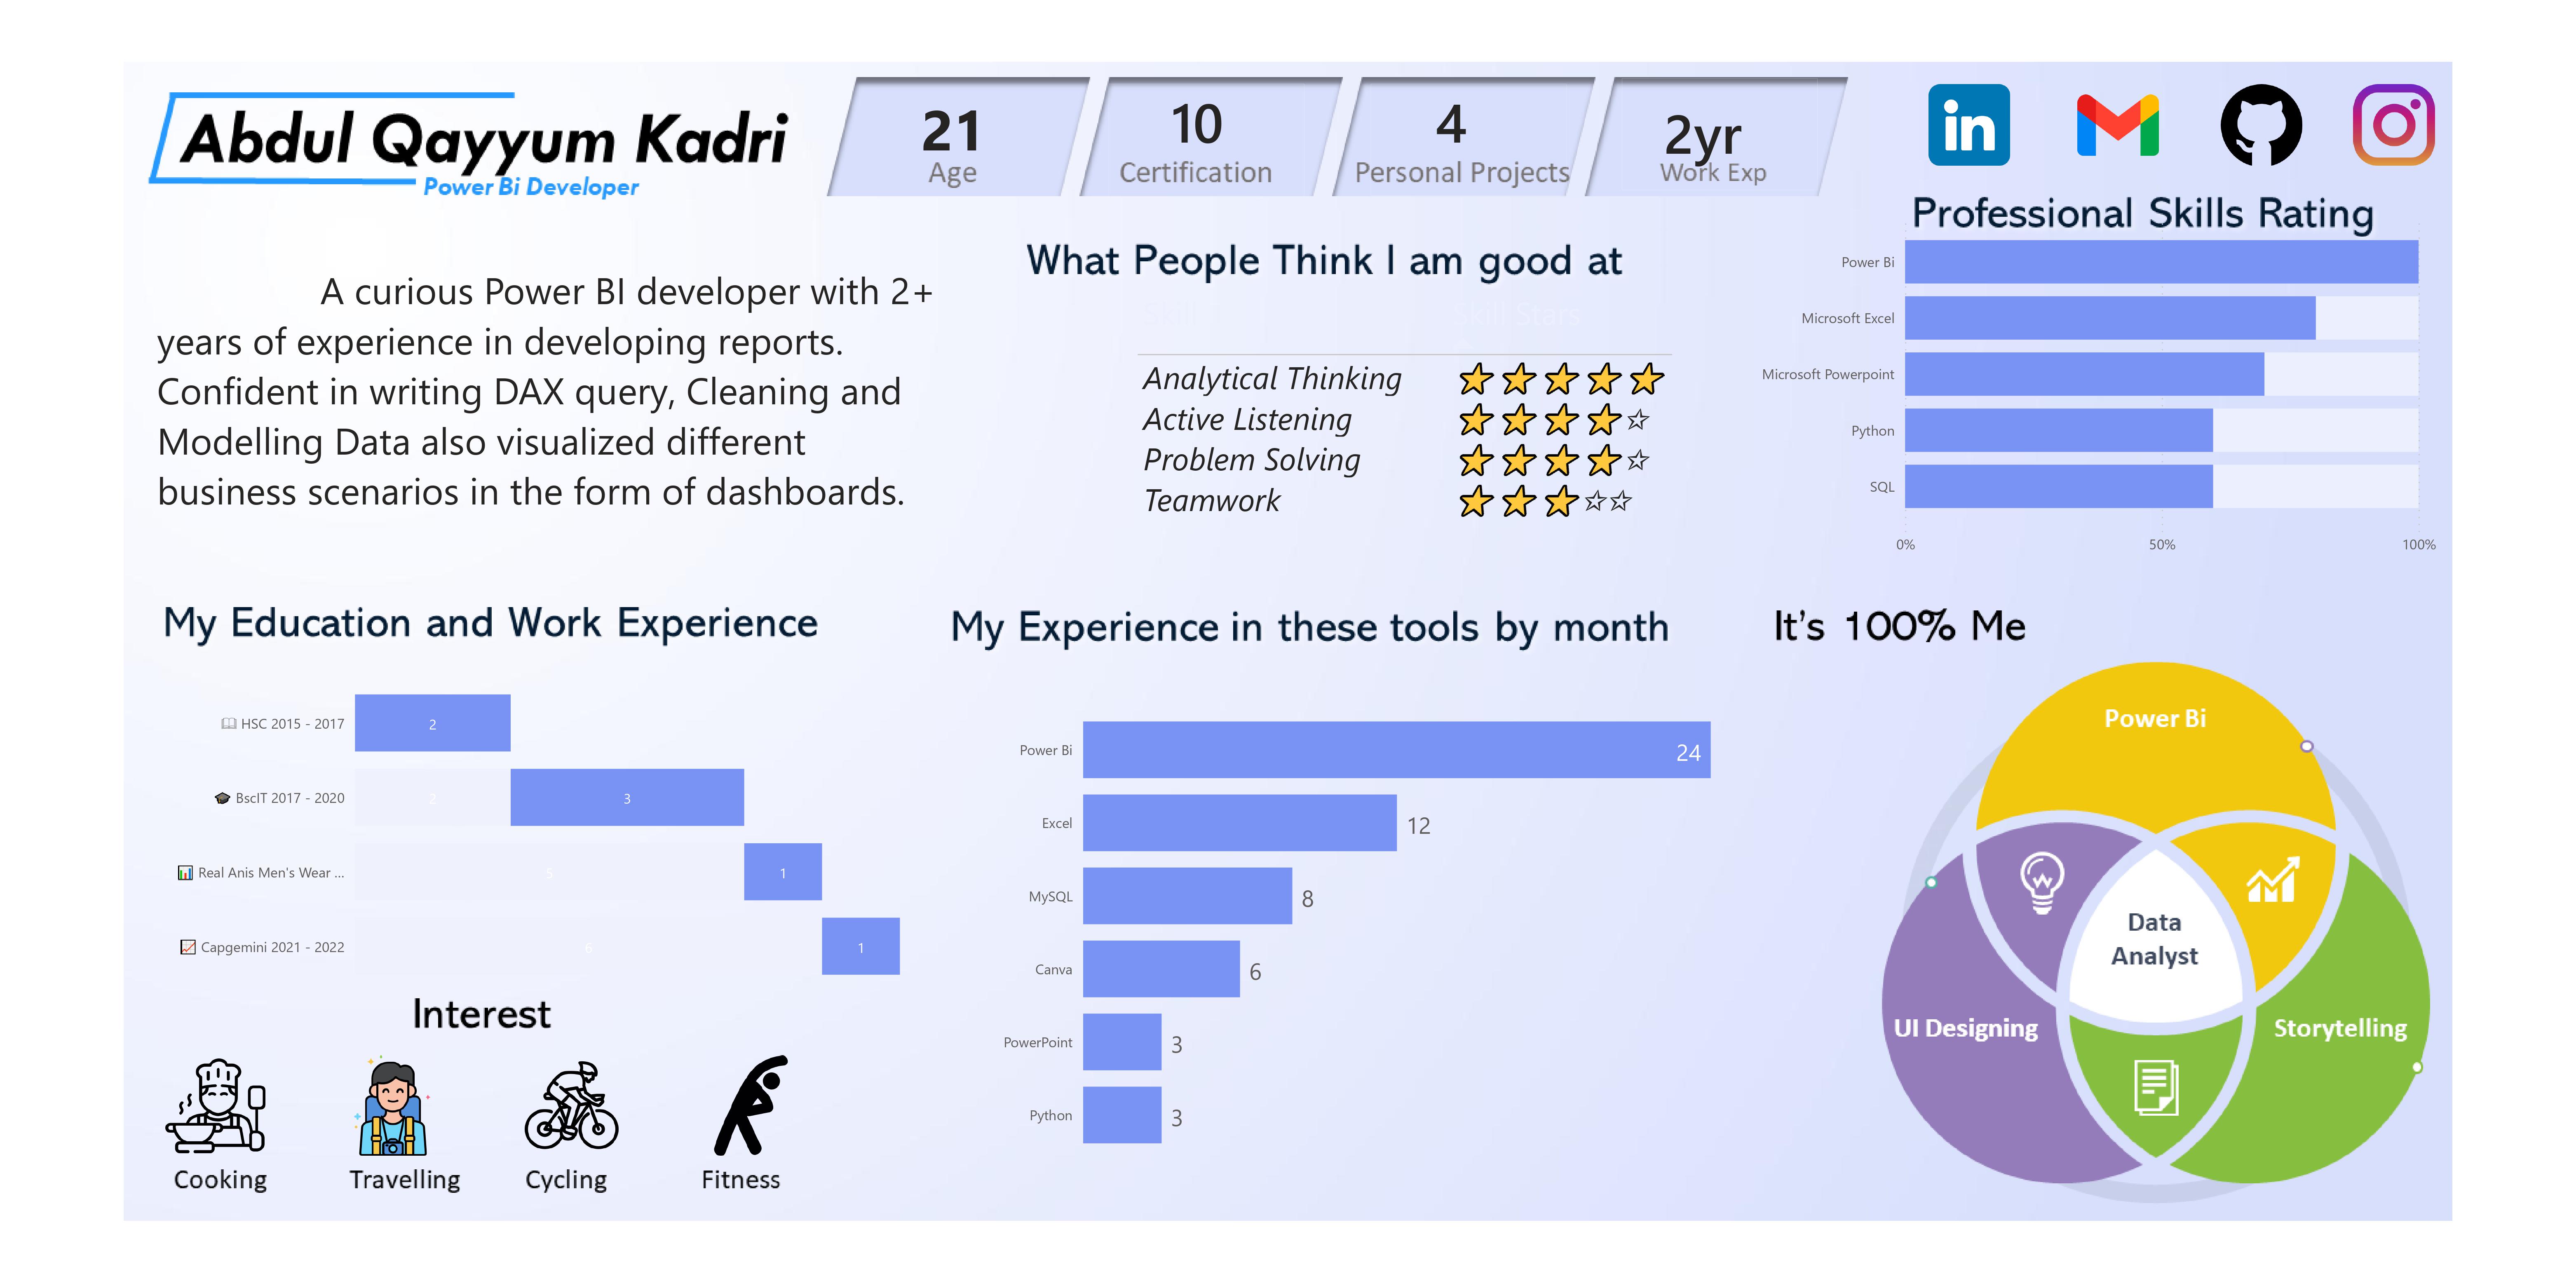 Abdul Qayyum Kadri
Power Bi Developer
21
Age
10
Certification
4
Personal Projects
2yr
Work Exp
in
A curious Power BI developer with 2+
years of experience in developing reports.
Confident in writing DAX query, Cleaning and
Modelling Data also visualized different
business scenarios in the form of dashboards.
What People Think I am good at
Skill Stars
Analytical Thinking
Active Listening
Problem Solving
Teamwork
Professional Skills Rating
Power Bi
Microsoft Excel
Microsoft Powerpoint
Python
SQL
0% 50% 100%
My Education and Work Experience
HSC 2015 - 2017 2
BscIT 2017 - 2020 2 3
Real Anis Men's Wear ... 5 1
Capgemini 2021 - 2022 6 1
Interest
Cooking Travelling Cycling Fitness
My Experience in these tools by month
Power Bi 24
Excel 12
MySQL 8
Canva 6
PowerPoint 3
Python 3
It's 100% Me
Power Bi
Data
Analyst
UI Designing
Storytelling